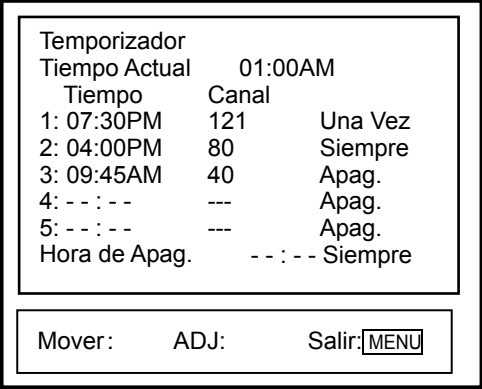 Temporizador
Tiempo Actual 01:00AM
Tiempo Canal
1: 07:30PM 121 Una Vez
2: 04:00PM 80 Siempre
3: 09:45AM 40 Apag.
4: - - : - - --- Apag.
5: - - : - - --- Apag.
Hora de Apag. - - : - - Siempre
Mover: ADJ: Salir: MENU